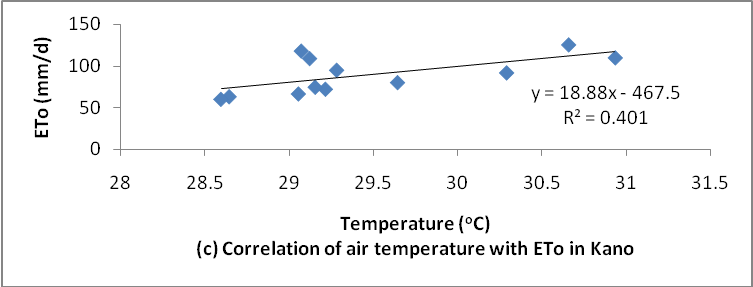 150
100
50
0
ETo (mm/d)
y = 18.88x - 467.5
R² = 0.401
28 28.5 29 29.5 30 30.5 31 31.5
Temperature (°C)
(c) Correlation of air temperature with ETo in Kano